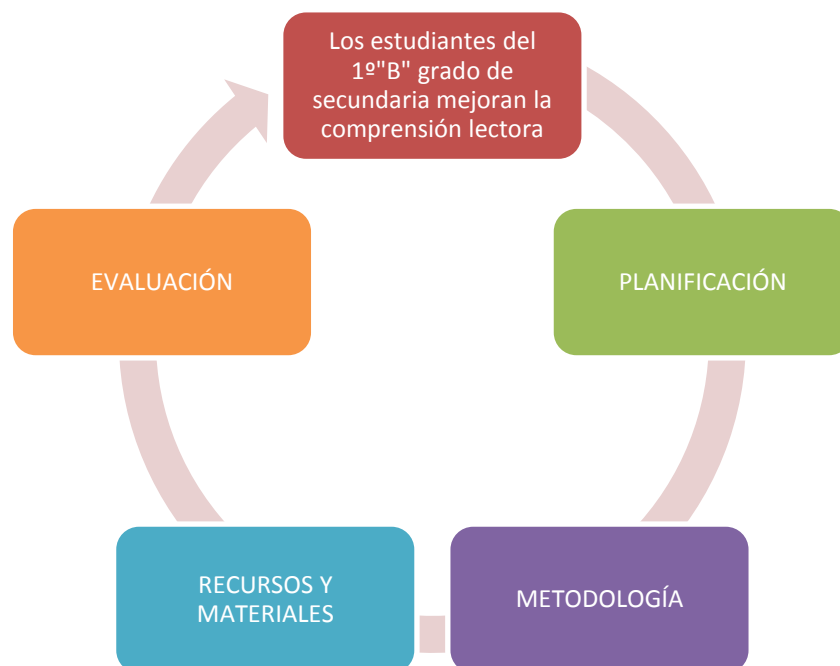 Los estudiantes del
1º"B" grado de
secundaria mejoran la
comprensión lectora
EVALUACIÓN
PLANIFICACIÓN
RECURSOS Y
MATERIALES
METODOLOGÍA